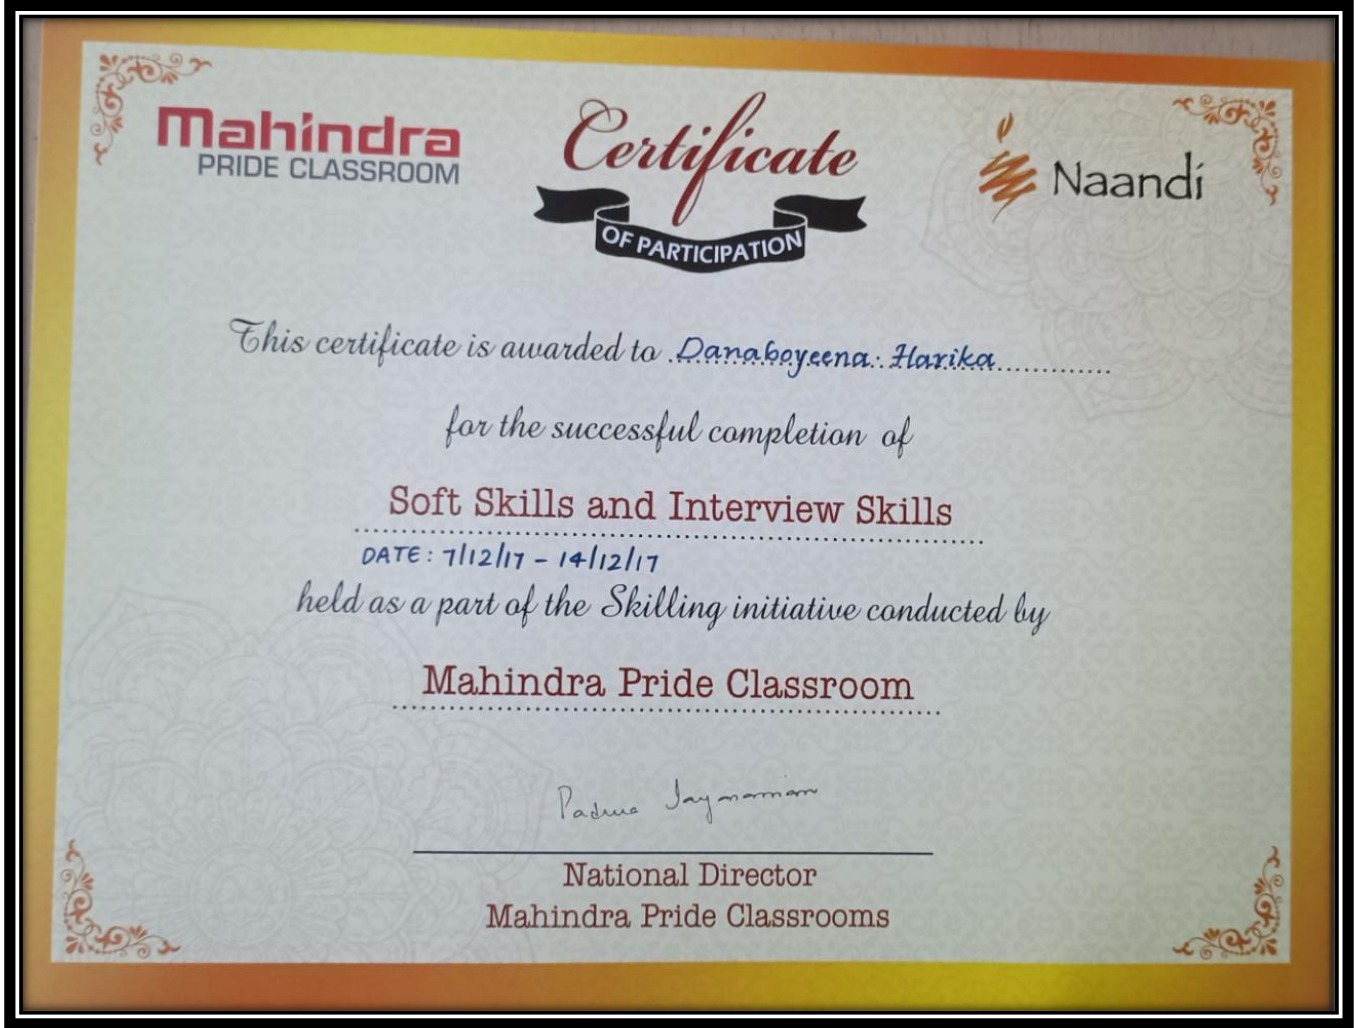 Mahindra
PRIDE CLASSROOM
Certificate
OF PARTICIPATION
Naandi
This certificate is awarded to Danaboyeena. Harika
for the successful completion of
Soft Skills and Interview Skills
DATE : 7/12/17 - 14/12/17
held as a part of the Skilling initiative conducted by
Mahindra Pride Classroom
National Director
Mahindra Pride Classrooms